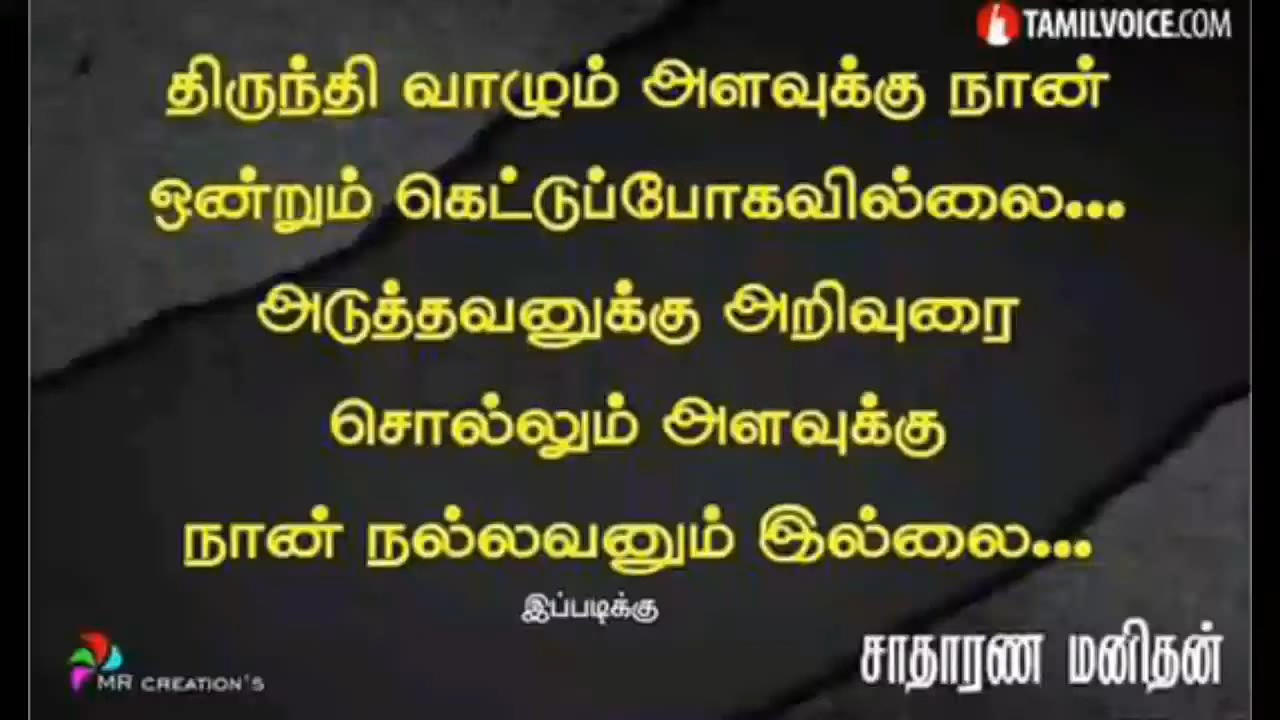 TAMILVOICE.COM
திருந்தி வாழும் அளவுக்கு நான்
ஒன்றும் கெட்டுப்போகவில்லை...
அடுத்தவனுக்கு அறிவுரை
சொல்லும் அளவுக்கு
நான் நல்லவனும் இல்லை...
இப்படிக்கு
சாதாரண மனிதன்
MR CREATION'S